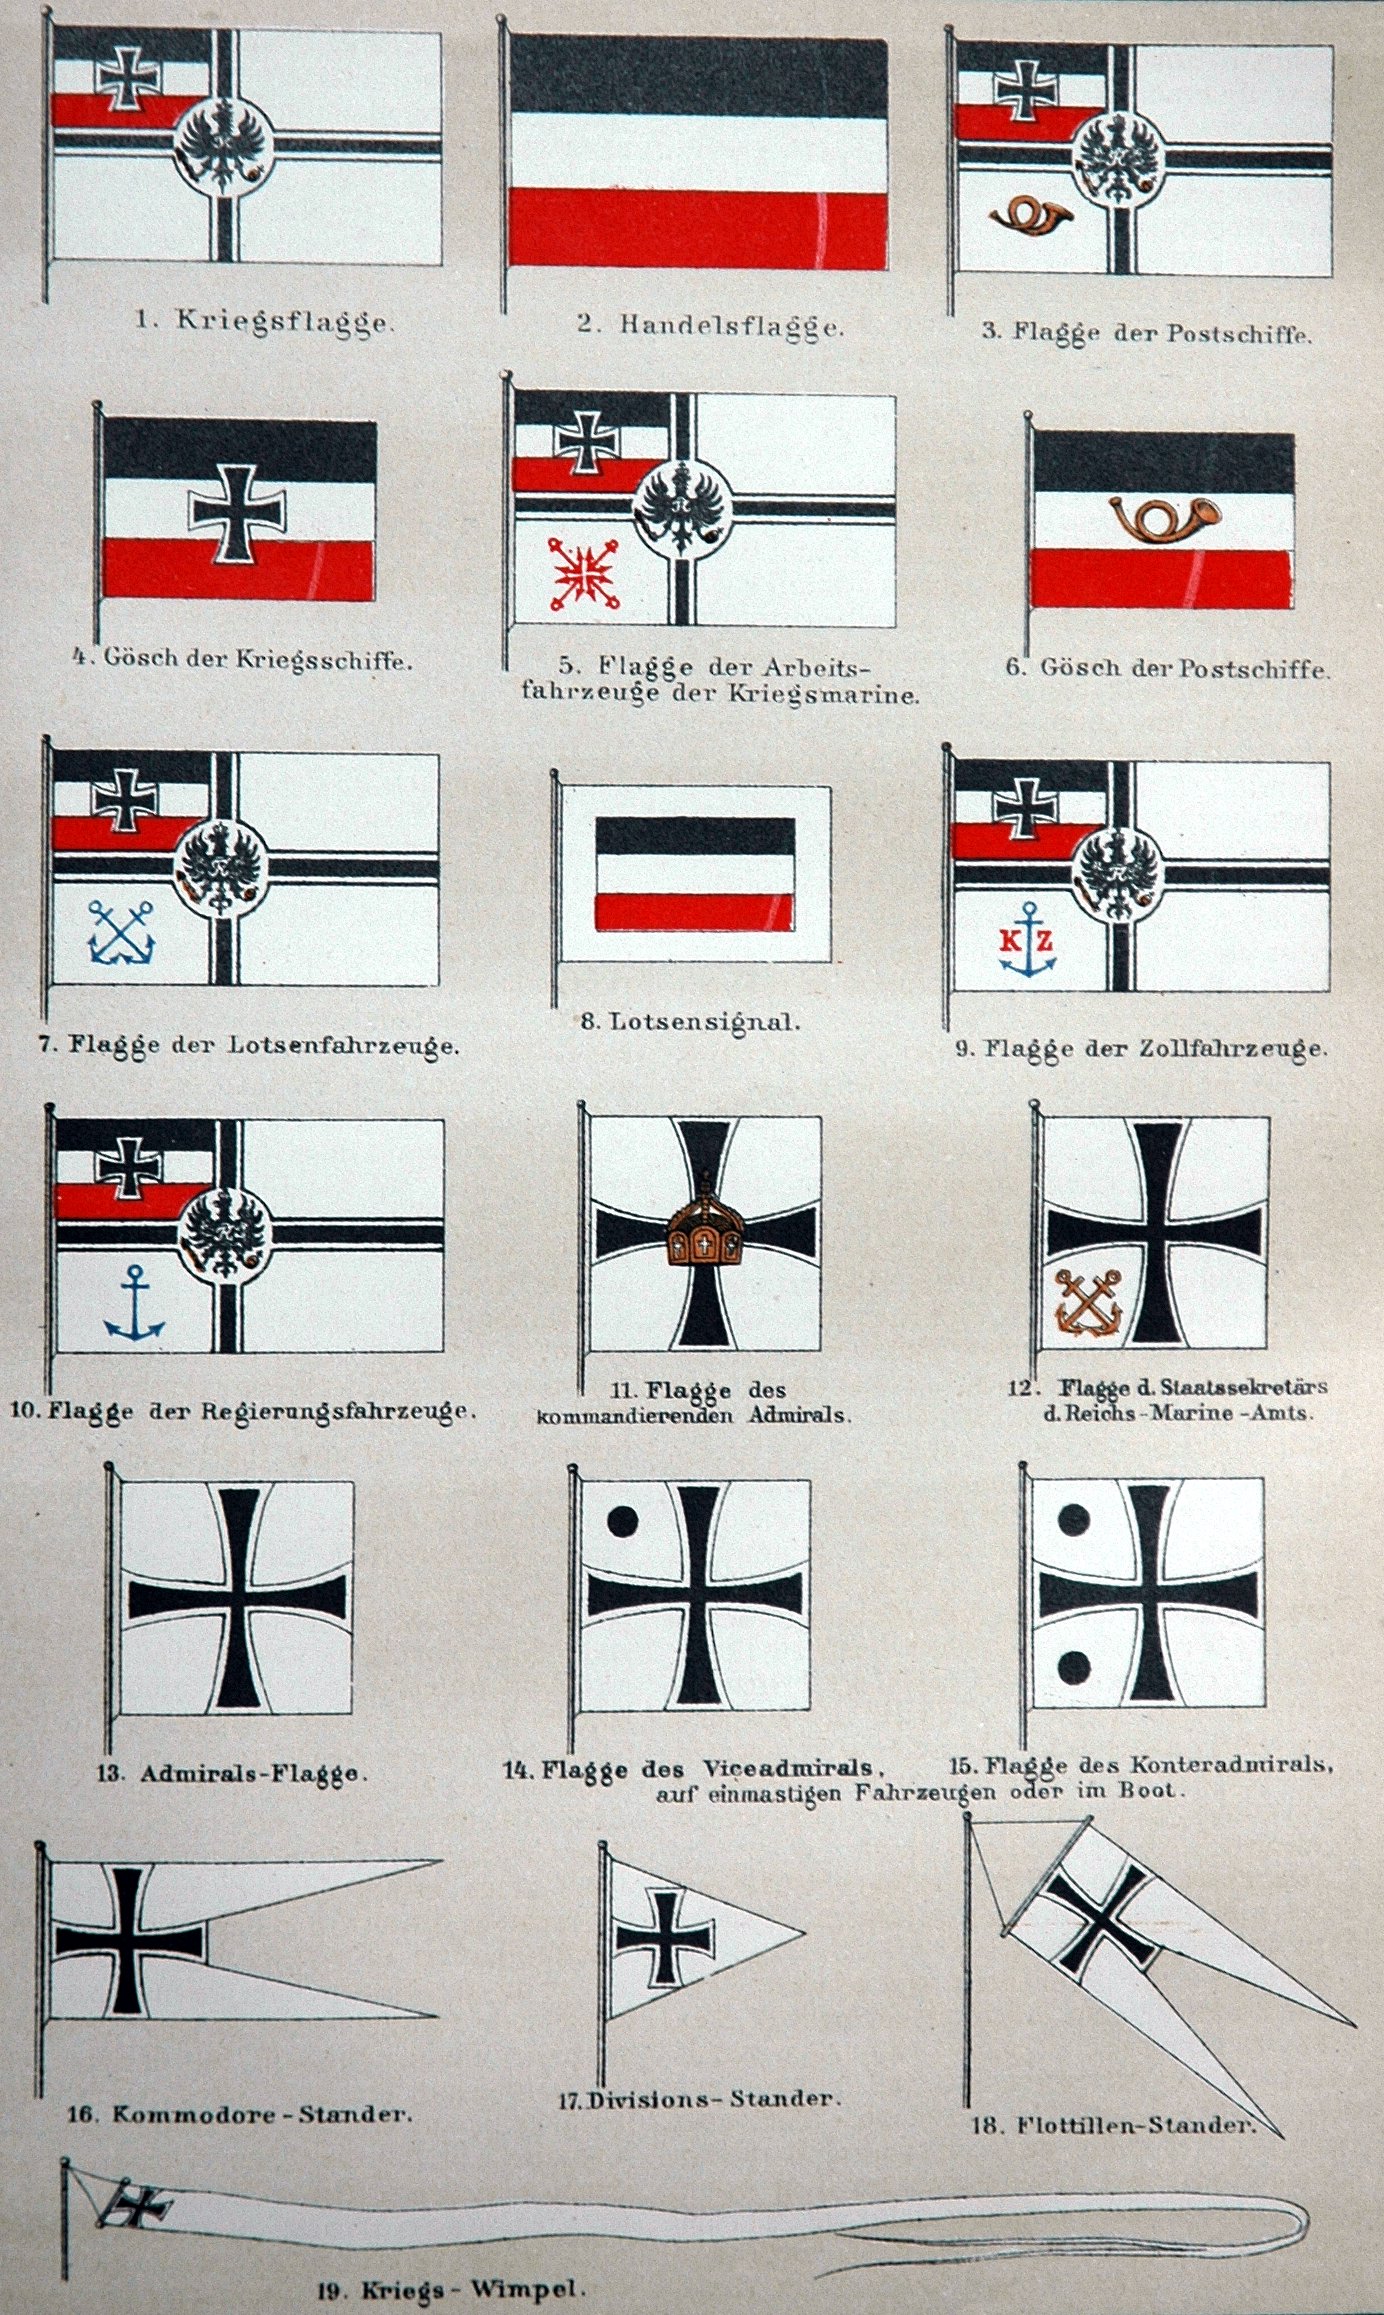 1. Kriegsflagge.
2. Handelsflagge.
3. Flagge der Postschiffe.
4. Gösch der Kriegsschiffe.
5. Flagge der Arbeits-
fahrzeuge der Kriegsmarine.
6. Gösch der Postschiffe.
K Z
7. Flagge der Lotsenfahrzeuge.
8. Lotsensignal.
9. Flagge der Zollfahrzeuge.
10. Flagge der Regierungsfahrzeuge.
11. Flagge des
kommandierenden Admirals.
12. Flagge d. Staatssekretärs
d. Reichs-Marine-Amts.
13. Admirals-Flagge.
14. Flagge des Viceadmirals,
15. Flagge des Konteradmirals,
auf einmastigen Fahrzeugen oder im Boot.
16. Kommodore-Stander.
17. Divisions-Stander.
18. Flottillen-Stander.
19. Kriegs-Wimpel.